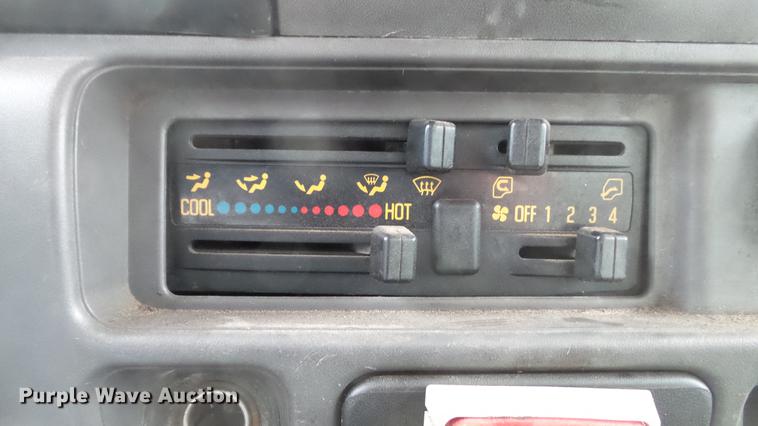 COOL HOT OFF 1 2 3 4
Purple Wave Auction